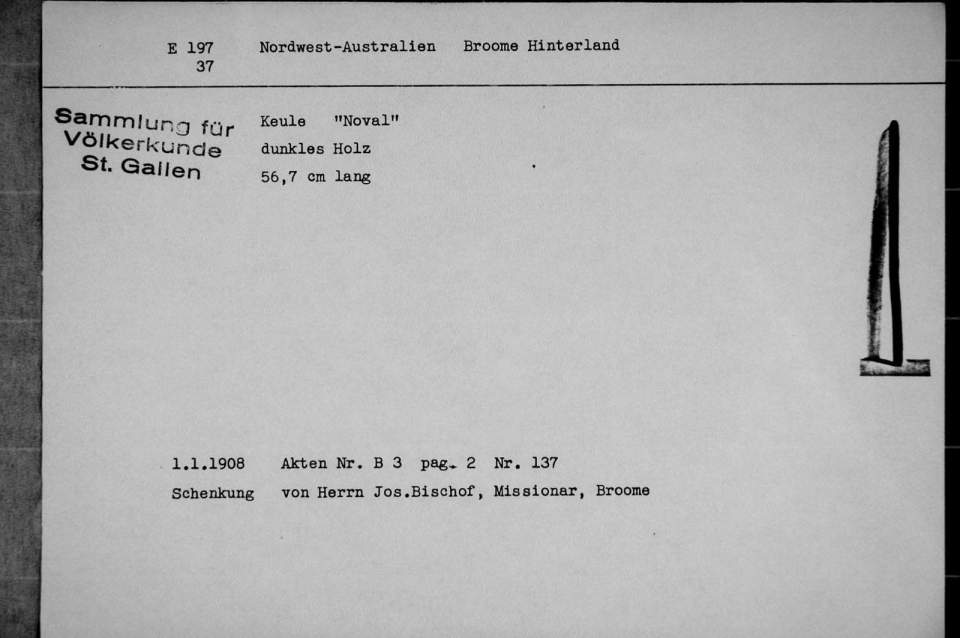 E 197 Nordwest-Australien Broome Hinterland
37
Sammlung für
Völkerkunde
St. Gallen
Keule "Noval"
dunkles Holz
56,7 cm lang
1.1.1908 Akten Nr. B 3 pag. 2 Nr. 137
Schenkung von Herrn Jos.Bischof, Missionar, Broome